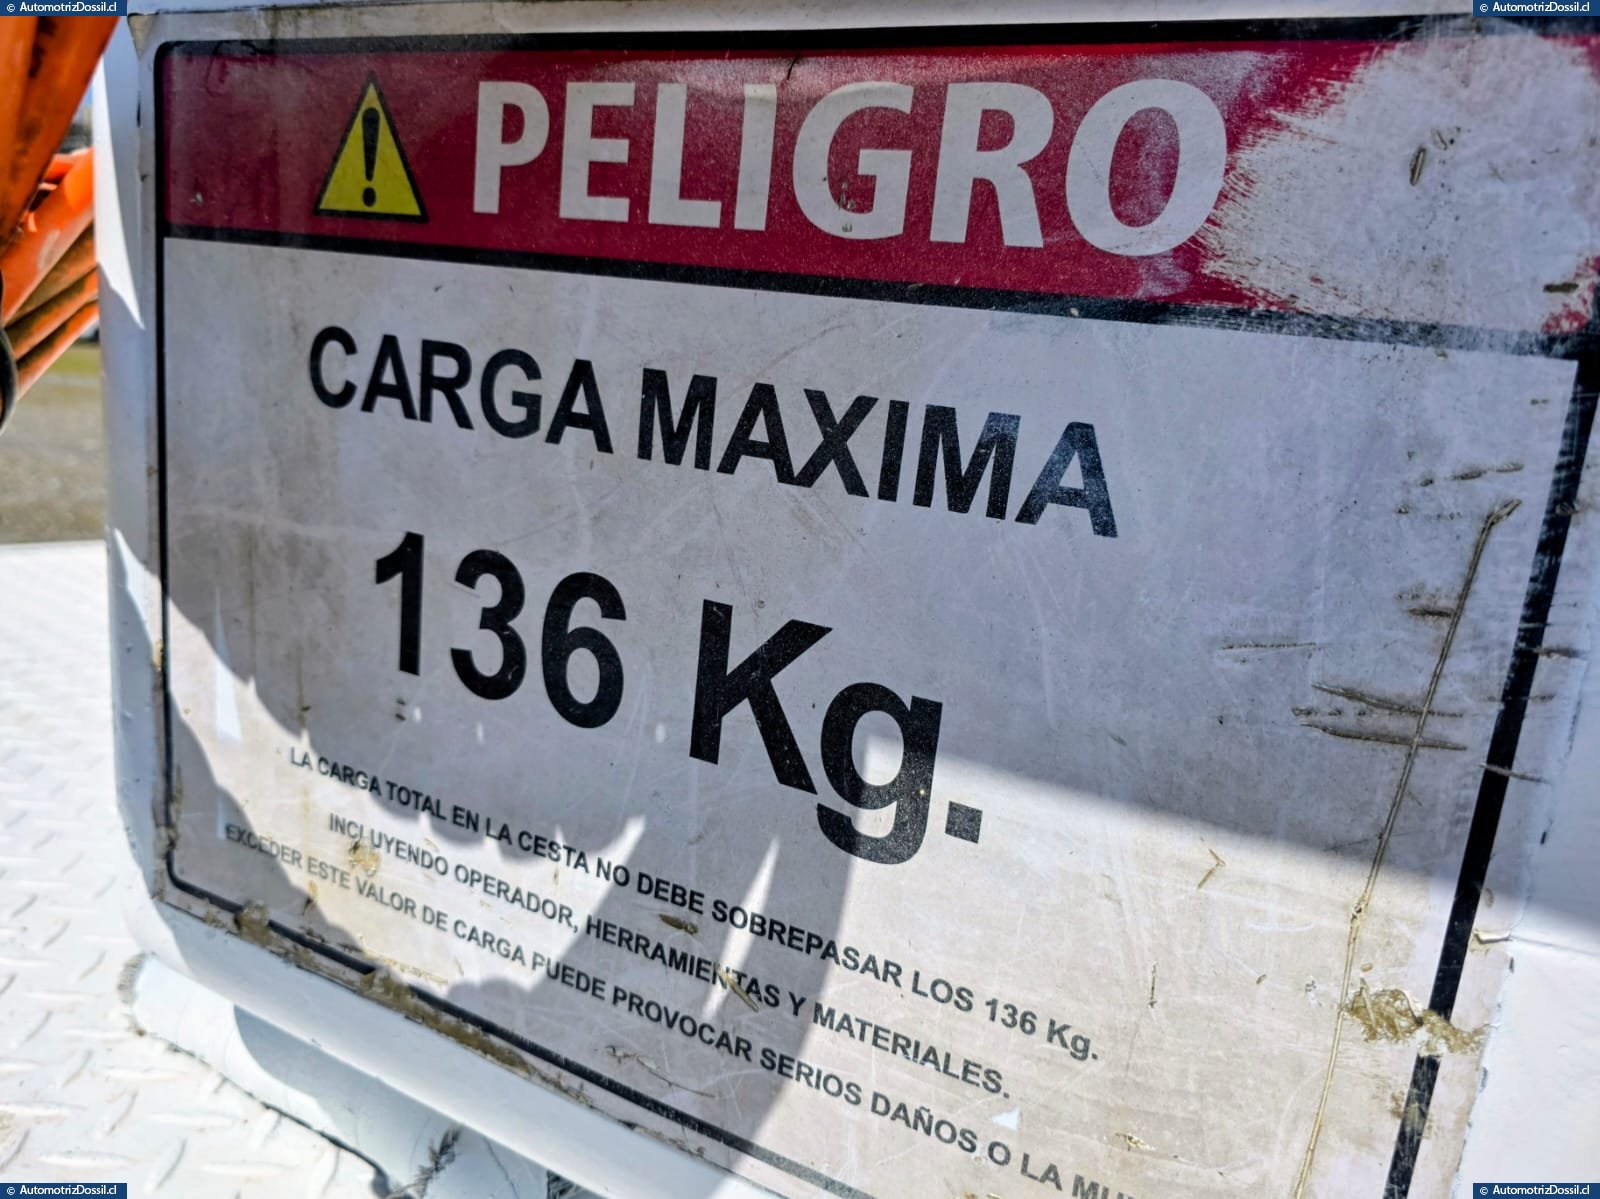 © AutomotrizDossil.cl
© AutomotrizDossil.cl
PELIGRO
CARGA MAXIMA
136 Kg.
LA CARGA TOTAL EN LA CESTA NO DEBE SOBREPASAR LOS 136 Kg.
INCLUYENDO OPERADOR, HERRAMIENTAS Y MATERIALES.
EXCEDER ESTE VALOR DE CARGA PUEDE PROVOCAR SERIOS DAÑOS O LA
© AutomotrizDossil.cl
© AutomotrizDossil.cl